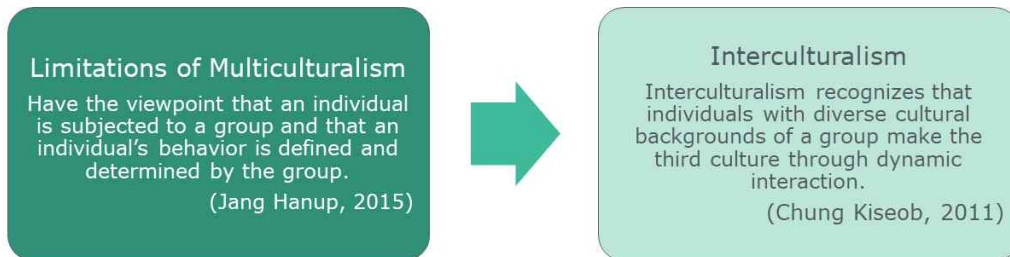 Limitations of Multiculturalism
Have the viewpoint that an individual
is subjected to a group and that an
individual's behavior is defined and
determined by the group.
(Jang Hanup, 2015)
Interculturalism
Interculturalism recognizes that
individuals with diverse cultural
backgrounds of a group make the
third culture through dynamic
interaction.
(Chung Kiseob, 2011)